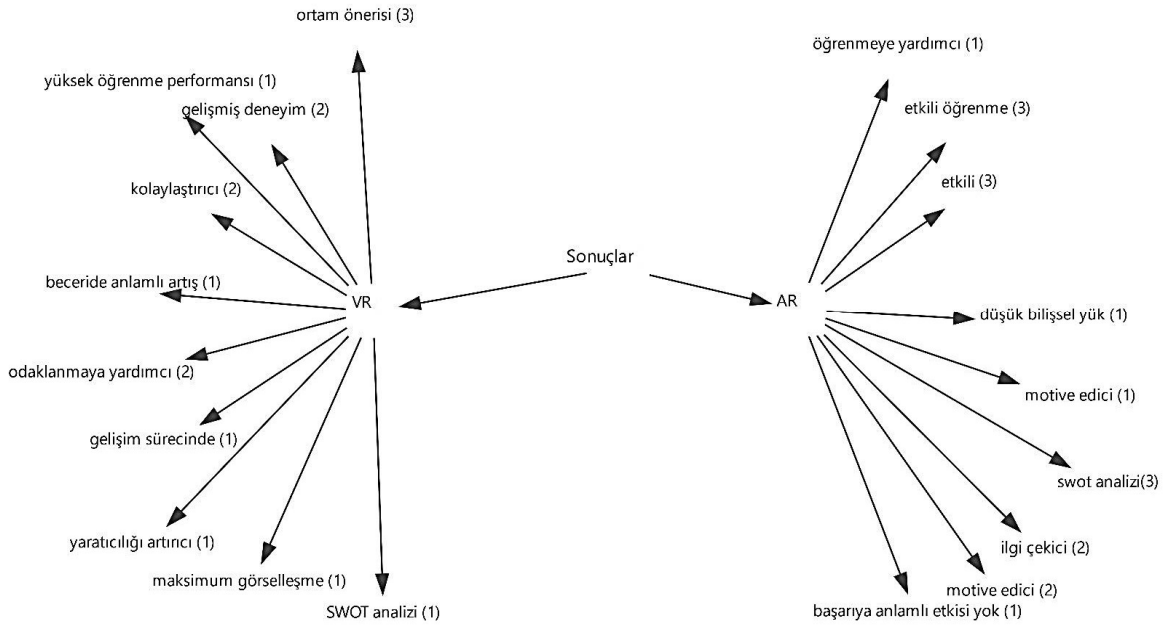 ortam önerisi (3)
yüksek öğrenme performansı (1)
gelişmiş deneyim (2)
kolaylaştırıcı (2)
beceride anlamlı artış (1)
odaklanmaya yardımcı (2)
gelişim sürecinde (1)
yaratıcılığı artırıcı (1)
maksimum görselleşme (1)
SWOT analizi (1)
VR
Sonuçlar
AR
öğrenmeye yardımcı (1)
etkili öğrenme (3)
etkili (3)
düşük bilişsel yük (1)
motive edici (1)
swot analizi(3)
ilgi çekici (2)
motive edici (2)
başarıya anlamlı etkisi yok (1)